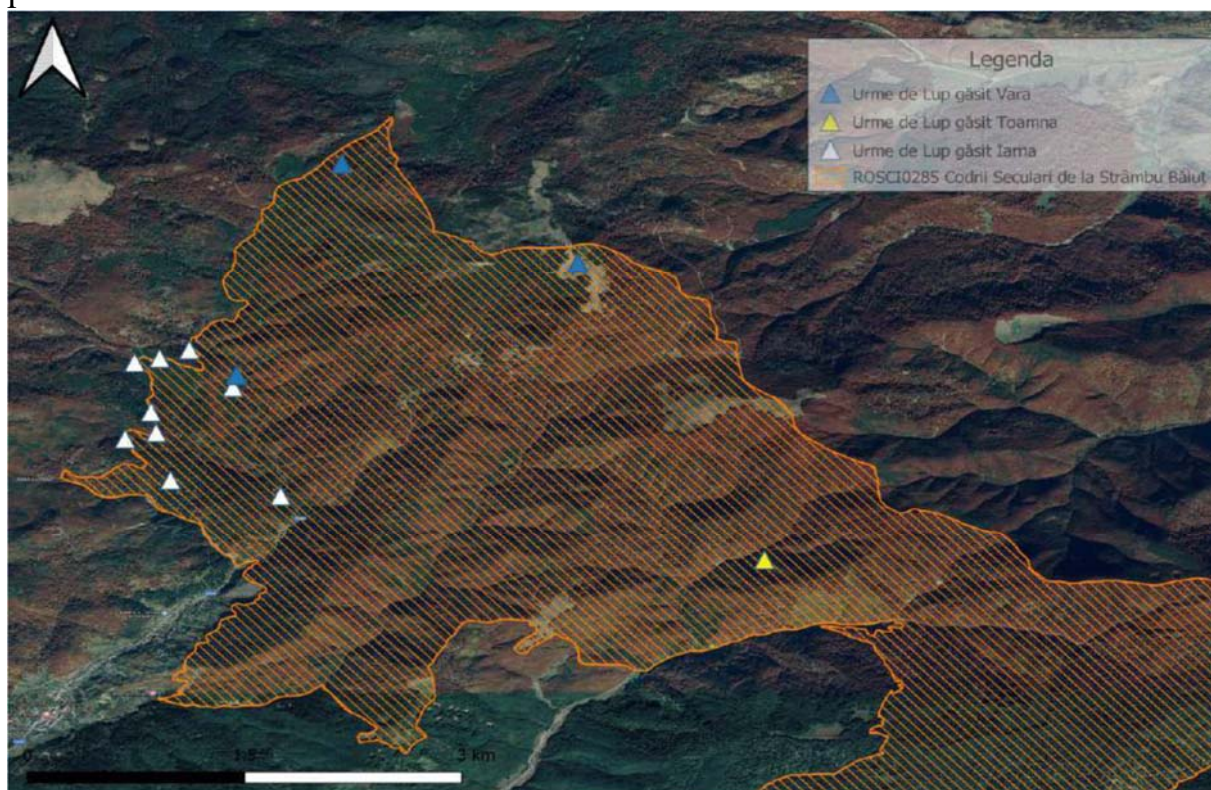 Legenda
Urme de Lup găsit Vara
Urme de Lup găsit Toamna
Urme de Lup găsit Iarna
ROSCI0285 Codrii Seculari de la Strâmbu Băiuț
3 km